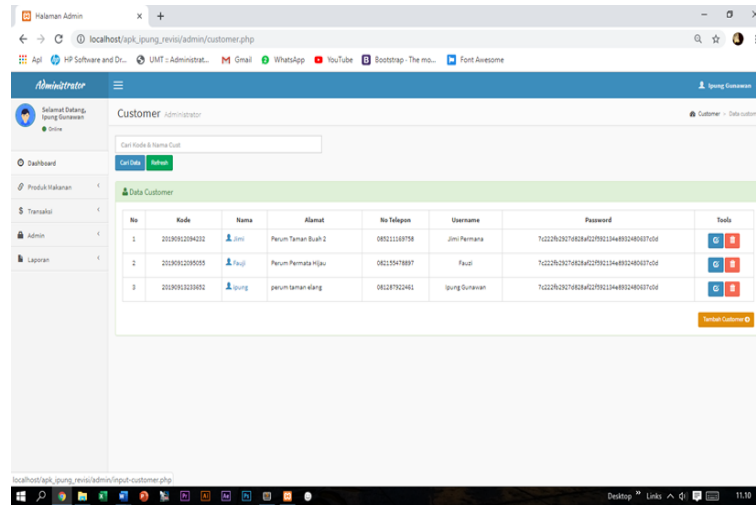 Halaman Admin
localhost/apk_ipung_revisi/admin/customer.php
Apl HP Software and Dr... UMT :: Administrat... Gmail WhatsApp YouTube Bootstrap · The mo... Font Awesome
Administrator
Ipung Gunawan
Selamat Datang,
Ipung Gunawan
Online
Customer Administrator
Customer > Data custom
Cari Kode & Nama Cust
Cari Data Refresh
Dashboard
Produk Makanan
Transaksi
Admin
Laporan
Data Customer
No Kode Nama Alamat No Telepon Username Password Tools
1 20190912094232 Jimi Perum Taman Buah 2 085211169758 Jimi Permana 7c222fb2927d828af22f592134e8932480637c0d
2 20190912095055 Fauji Perum Permata Hijau 082155478897 Fauzi 7c222fb2927d828af22f592134e8932480637c0d
3 20190913233652 ipung perum taman elang 081287922461 Ipung Gunawan 7c222fb2927d828af22f592134e8932480637c0d
Tambah Customer
localhost/apk_ipung_revisi/admin/input-customer.php
Desktop Links 11.10